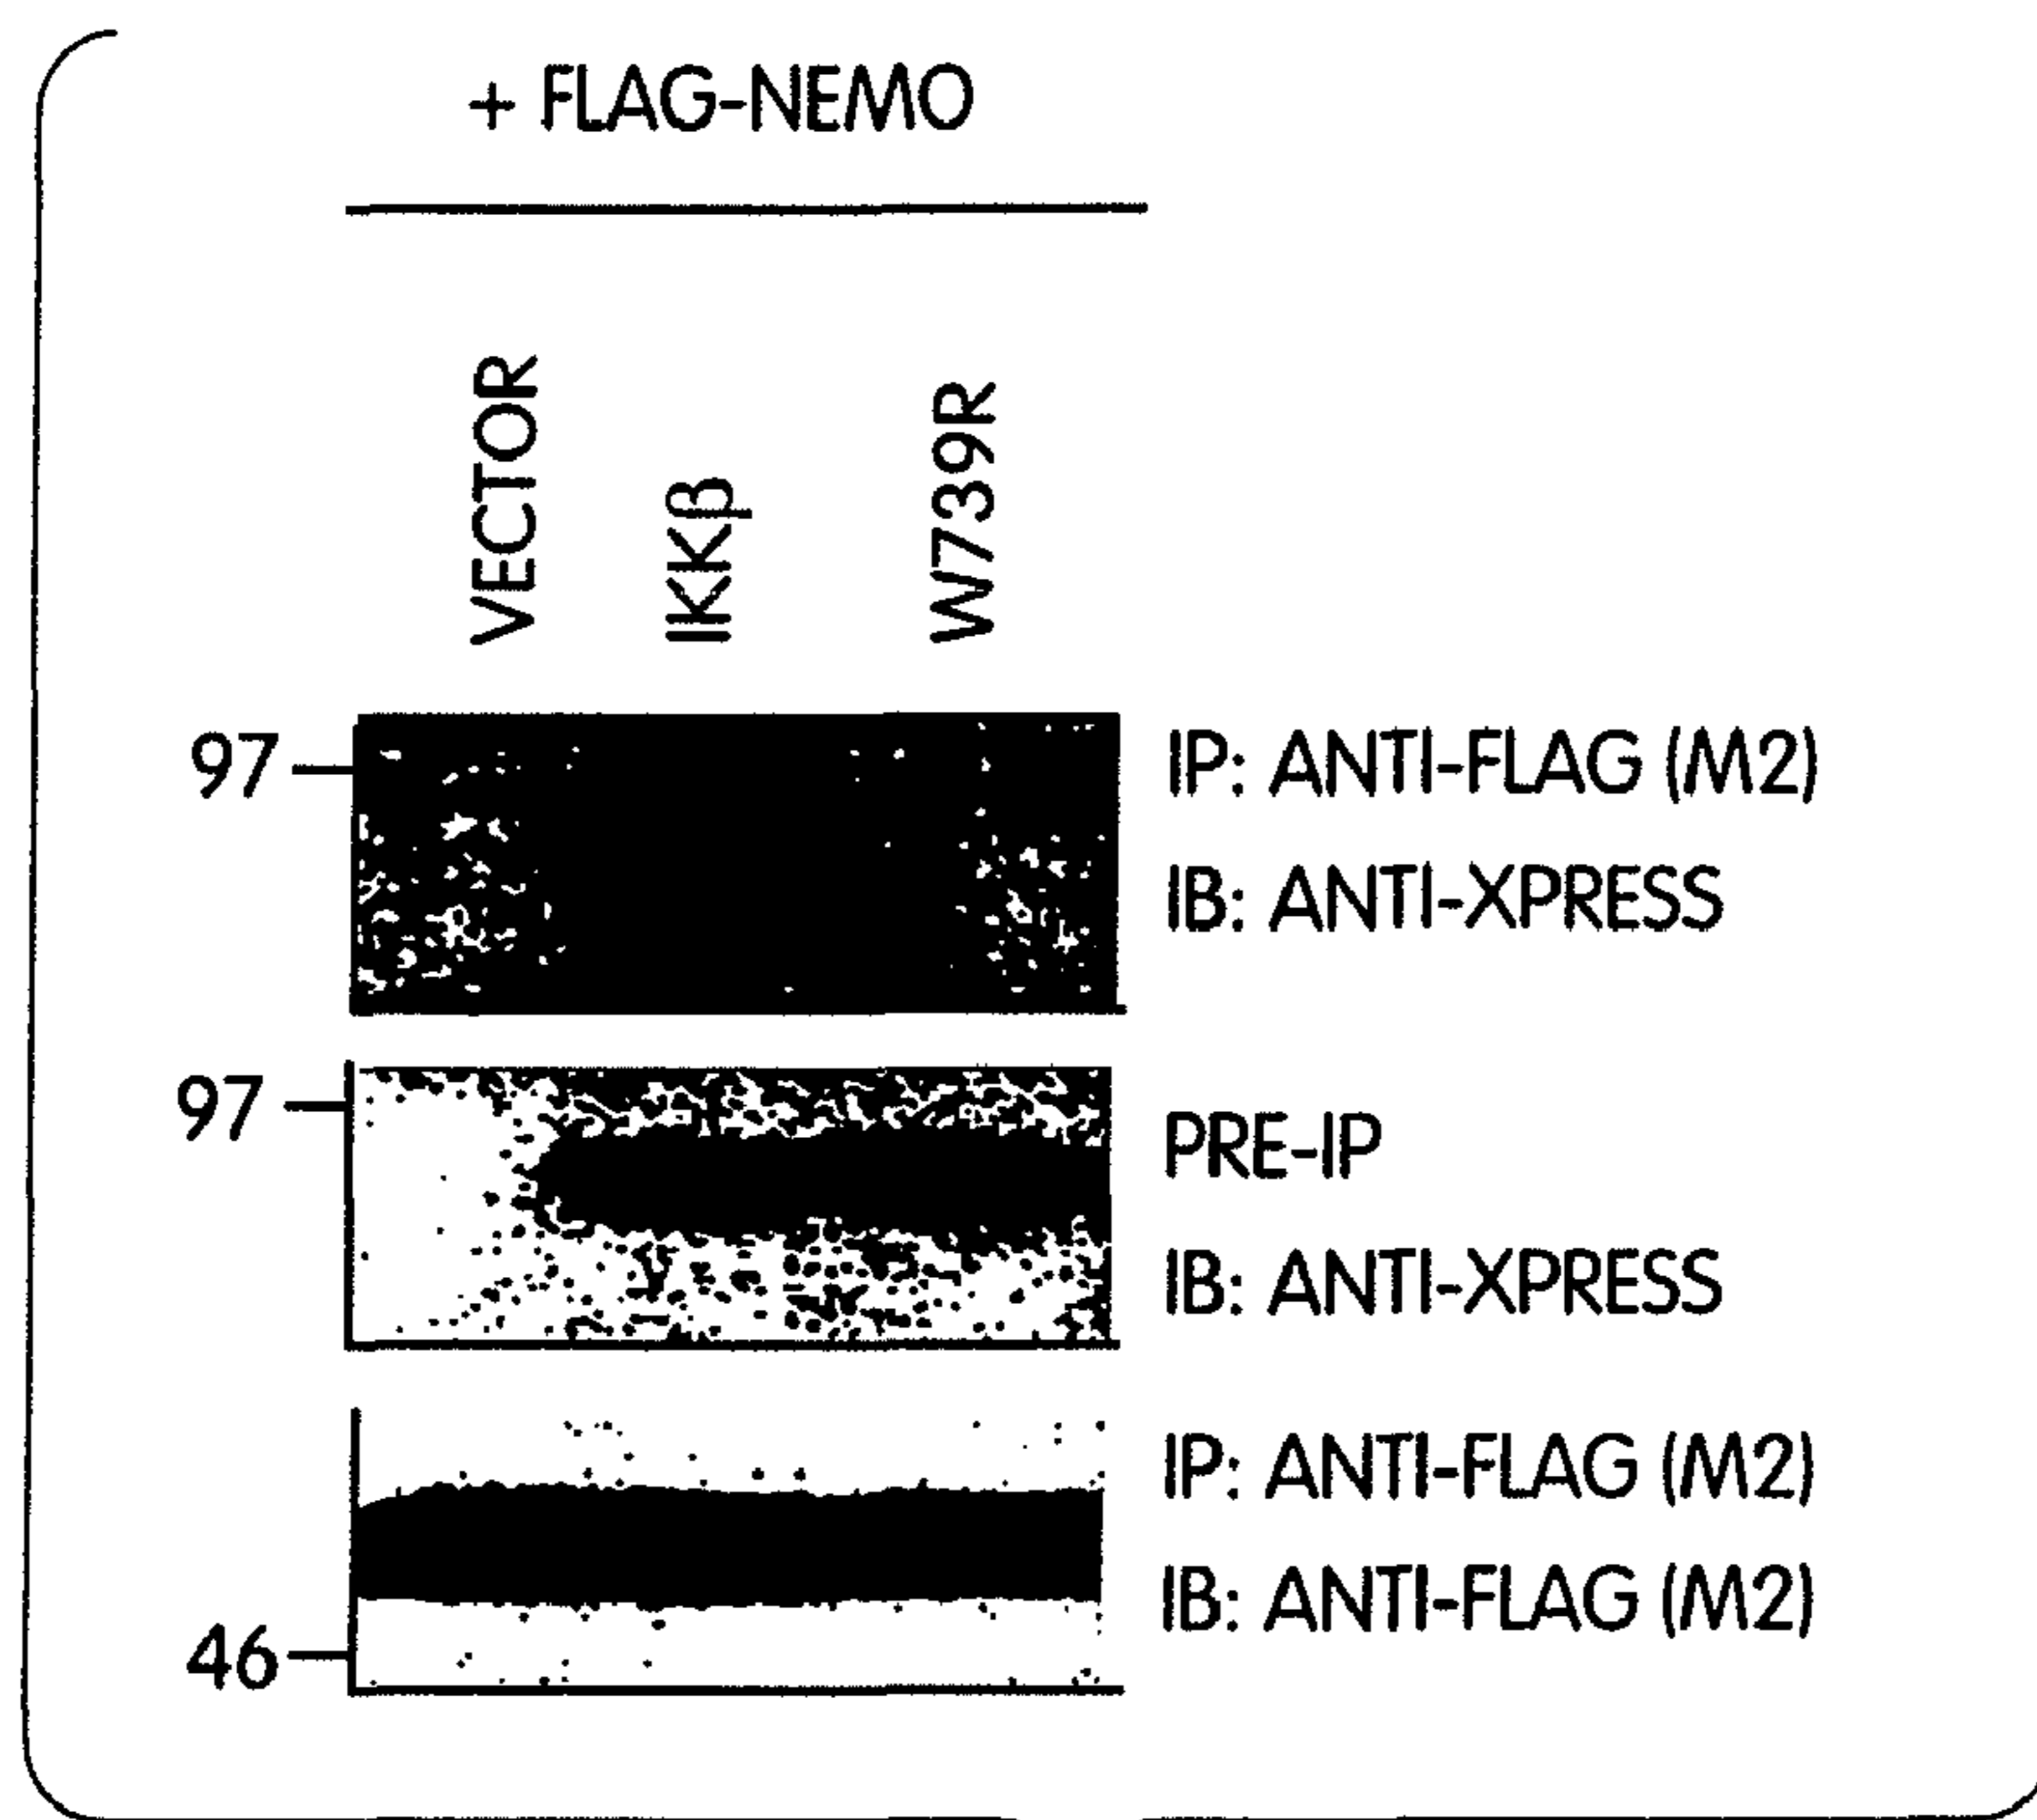 + FLAG-NEMO
VECTOR
IKKβ
W739R
97
IP: ANTI-FLAG (M2)
IB: ANTI-XPRESS
97
PRE-IP
IB: ANTI-XPRESS
IP: ANTI-FLAG (M2)
IB: ANTI-FLAG (M2)
46